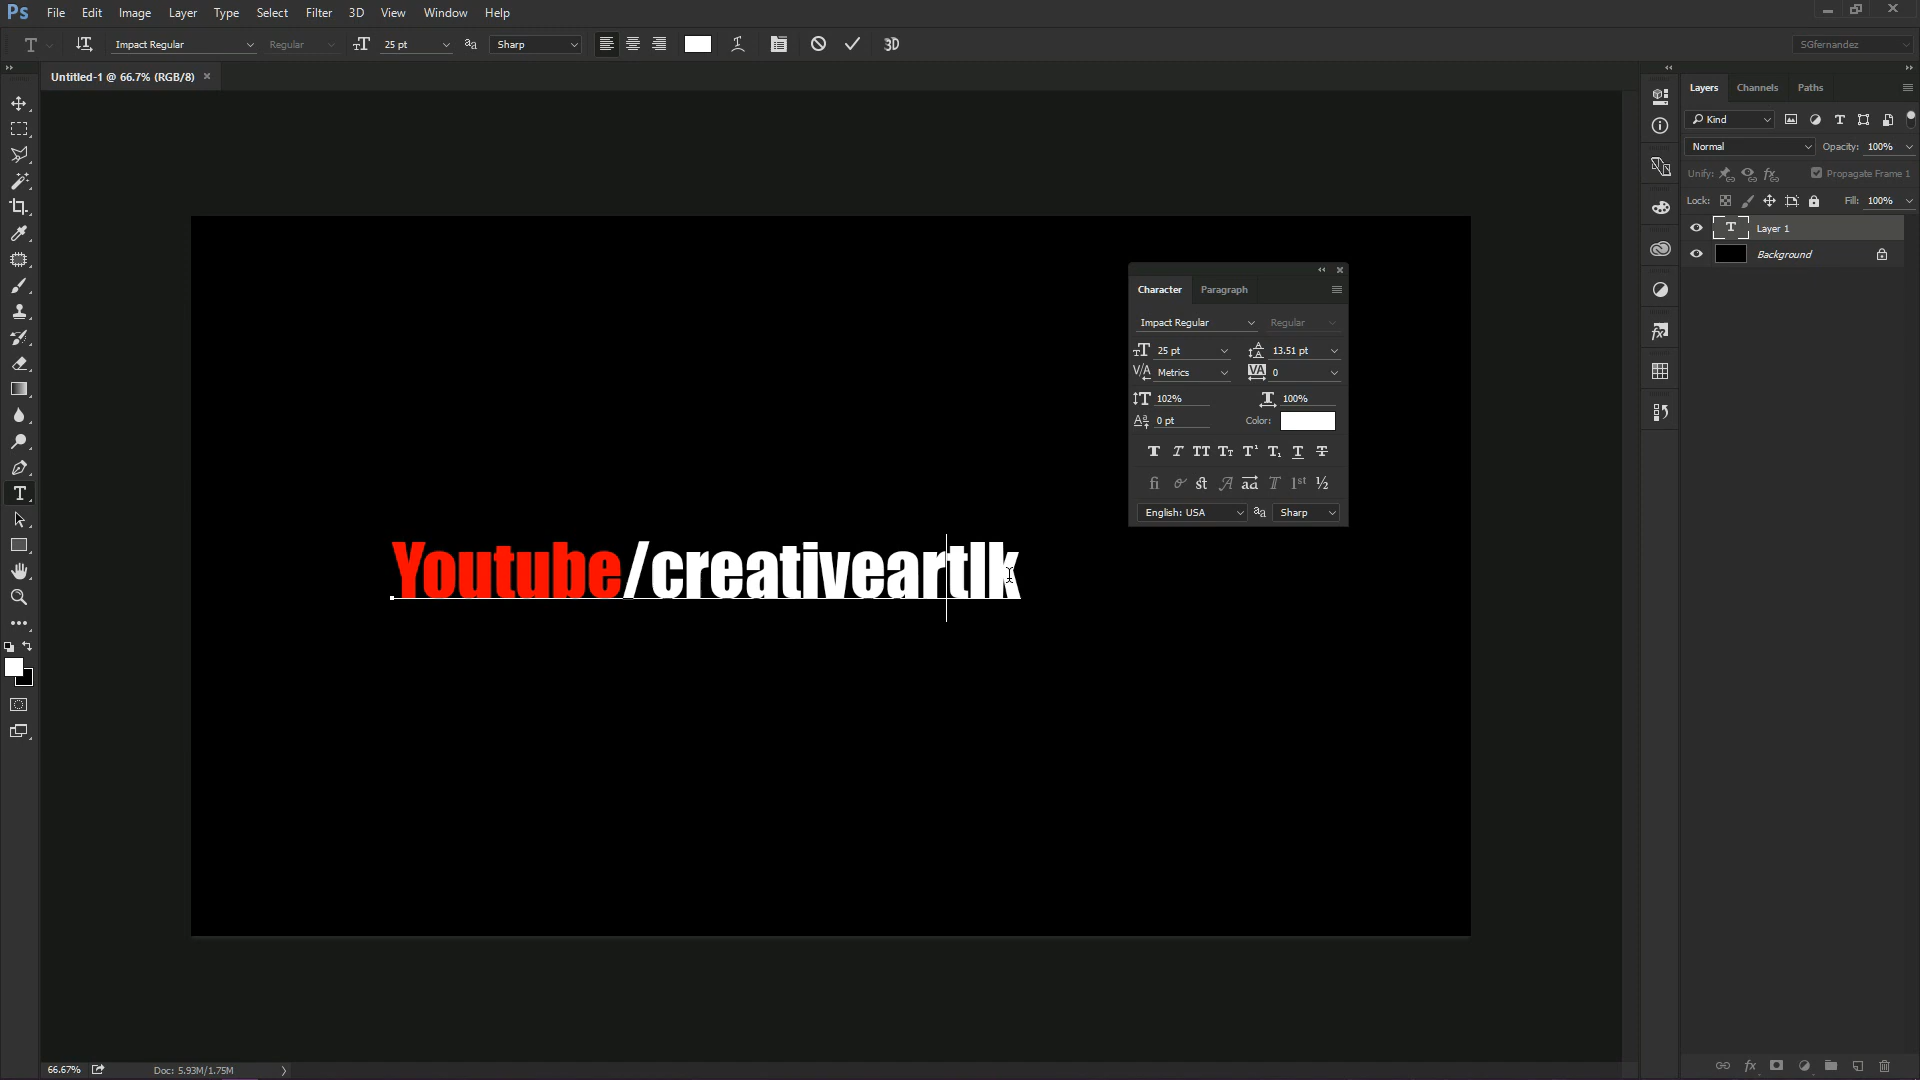 Ps File Edit Image Layer Type Select Filter 3D View Window Help
Impact Regular Regular 25 pt Sharp 3D SGfernandez
Untitled-1 @ 66.7% (RGB/8)
Layers Channels Paths
Kind
Normal Opacity: 100%
Unify: Propagate Frame 1
Lock: Fill: 100%
Layer 1
Background
Character Paragraph
Impact Regular Regular
25 pt 13.51 pt
Metrics 0
102% 100%
0 pt Color:
English: USA Sharp
Youtube/creativeartlk
66.67% Doc: 5.93M/1.75M